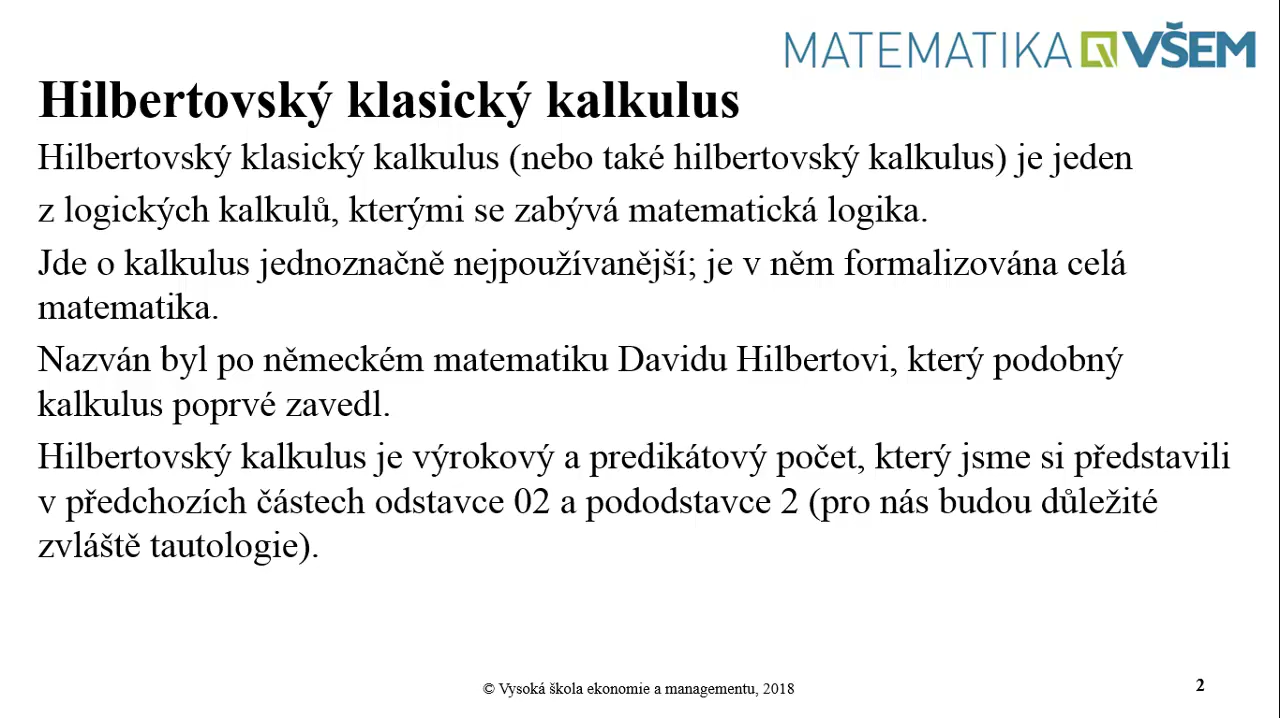 MATEMATIKA VŠEM
Hilbertovský klasický kalkulus
Hilbertovský klasický kalkulus (nebo také hilbertovský kalkulus) je jeden
z logických kalkulů, kterými se zabývá matematická logika.
Jde o kalkulus jednoznačně nejpoužívanější; je v něm formalizována celá
matematika.
Nazván byl po německém matematiku Davidu Hilbertovi, který podobný
kalkulus poprvé zavedl.
Hilbertovský kalkulus je výrokový a predikátový počet, který jsme si představili
v předchozích částech odstavce 02 a pododstavce 2 (pro nás budou důležité
zvláště tautologie).
© Vysoká škola ekonomie a managementu, 2018
2